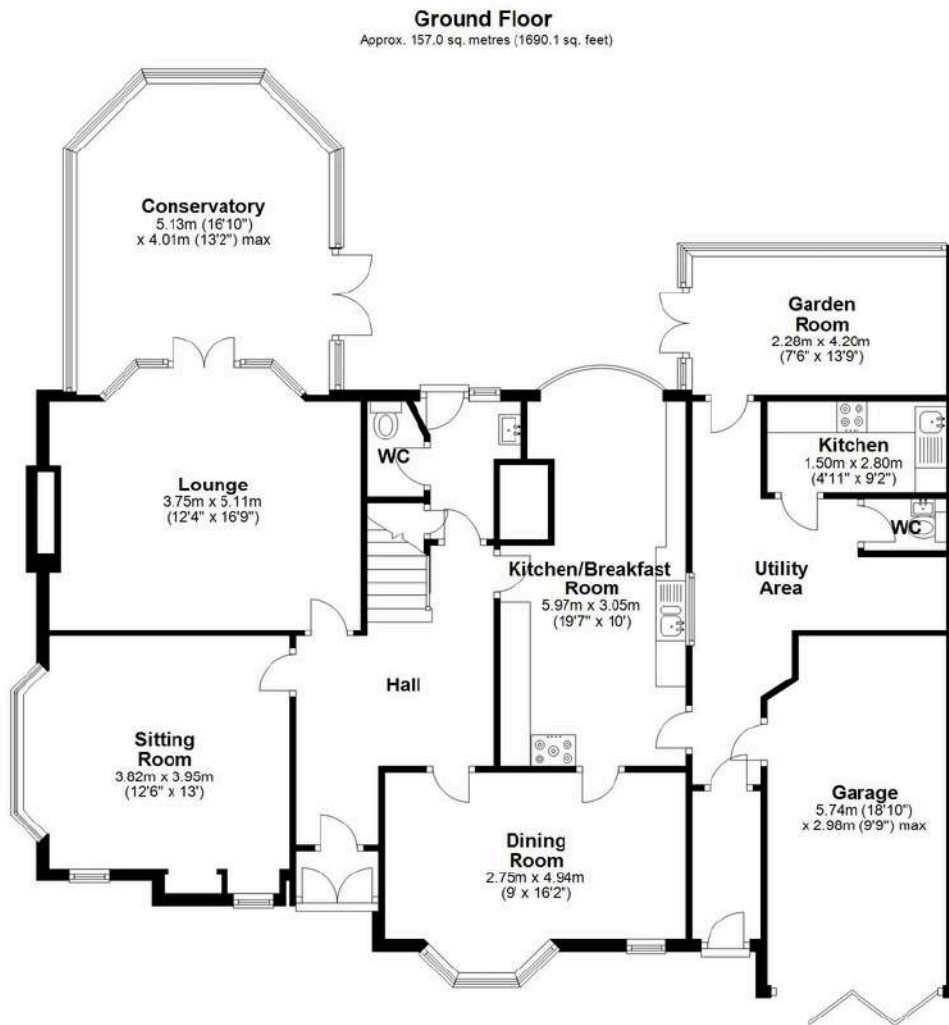 Ground Floor
Approx. 157.0 sq. metres (1690.1 sq. feet)
Conservatory
5.13m (16'10")
x 4.01m (13'2") max
Garden
Room
2.28m x 4.20m
(7'6" x 13'9")
Kitchen
1.50m x 2.80m
(4'11" x 9'2")
WC
Lounge
3.75m x 5.11m
(12'4" x 16'9")
WC
Kitchen/Breakfast
Room
5.97m x 3.05m
(19'7" x 10')
Utility
Area
Hall
Sitting
Room
3.82m x 3.95m
(12'6" x 13')
Dining
Room
2.75m x 4.94m
(9' x 16'2")
Garage
5.74m (18'10")
x 2.98m (9'9") max